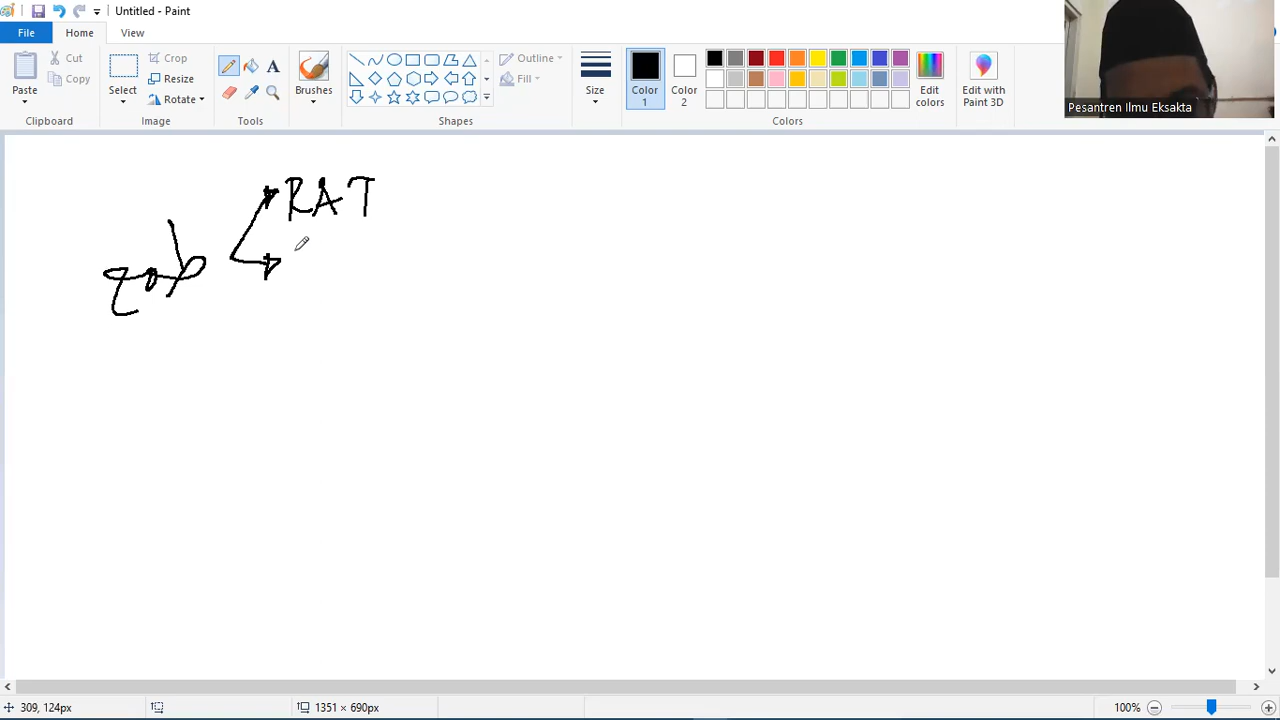 Untitled - Paint
File
Home
View
Paste
Cut
Copy
Clipboard
Select
Crop
Resize
Rotate
Image
A
Tools
Brushes
Shapes
Outline
Fill
Size
Color 1
Color 2
Colors
Edit colors
Edit with Paint 3D
Pesantren Ilmu Eksakta
RAT
309, 124px
1351 × 690px
100%